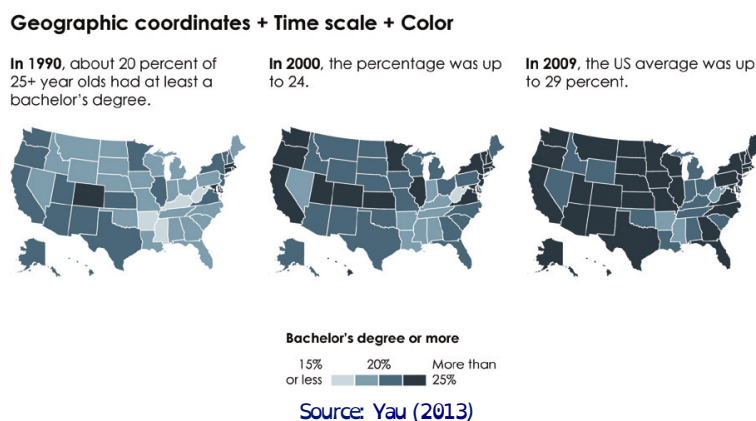 Geographic coordinates + Time scale + Color
In 1990, about 20 percent of
25+ year olds had at least a
bachelor's degree.
In 2000, the percentage was up
to 24.
In 2009, the US average was up
to 29 percent.
Bachelor's degree or more
15% 20% More than
or less 25%
Source: Yau (2013)